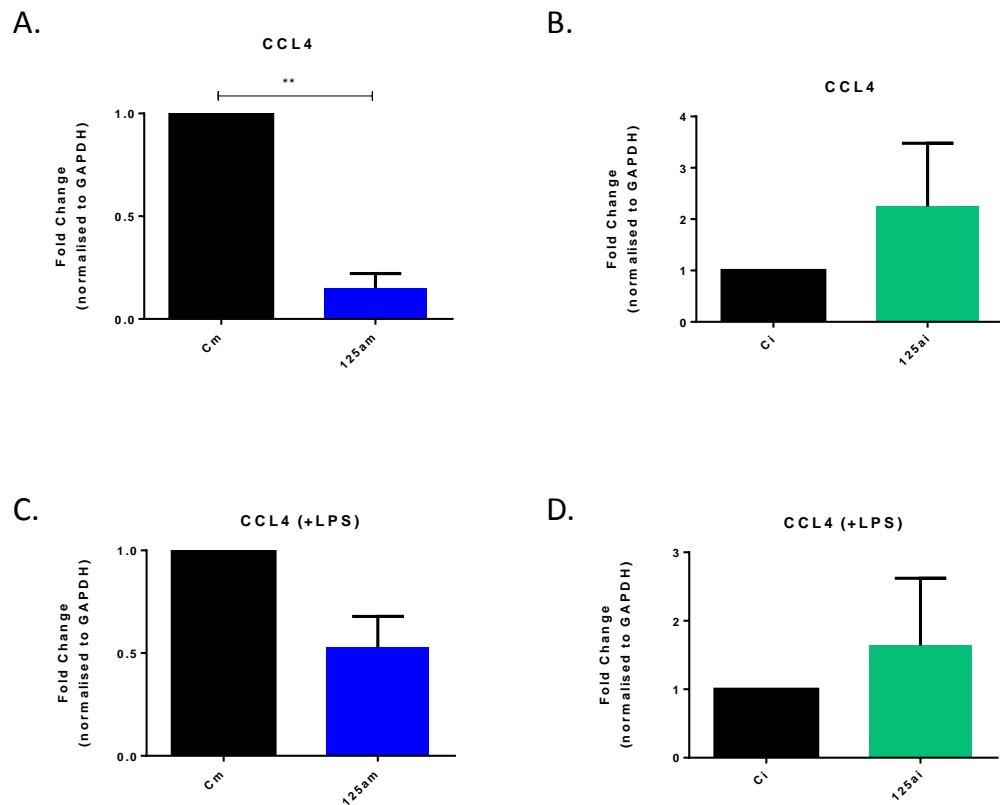 A.
CCL4
**
Fold Change
(normalised to GAPDH)
1.0
0.5
0.0
Cm
125am
B.
CCL4
Fold Change
(normalised to GAPDH)
4
3
2
1
0
Ci
125ai
C.
CCL4 (+LPS)
Fold Change
(normalised to GAPDH)
1.0
0.5
0.0
Cm
125am
D.
CCL4 (+LPS)
Fold Change
(normalised to GAPDH)
3
2
1
0
Ci
125ai